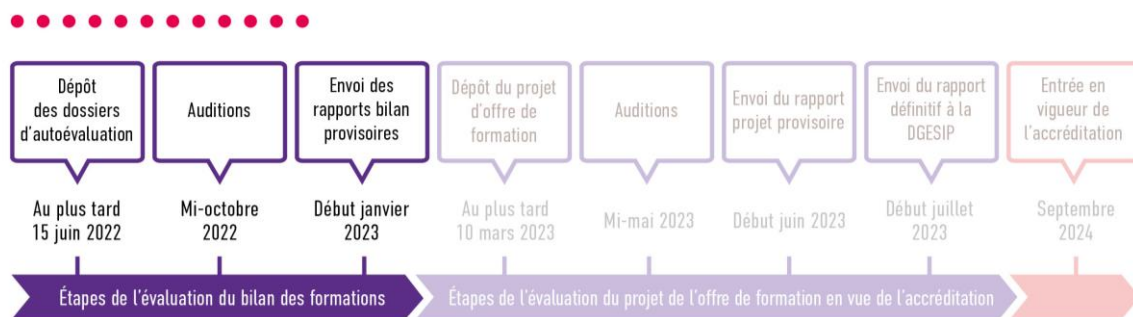 Dépôt
des dossiers
d'autoévaluation
Auditions
Envoi des
rapports bilan
provisoires
Dépôt du projet
d'offre de
formation
Auditions
Envoi du rapport
projet provisoire
Envoi du rapport
définitif à la
DGESIP
Entrée en
vigueur de
l'accréditation
Au plus tard
15 juin 2022
Mi-octobre
2022
Début janvier
2023
Au plus tard
10 mars 2023
Mi-mai 2023
Début juin 2023
Début juillet
2023
Septembre
2024
Étapes de l'évaluation du bilan des formations
Étapes de l'évaluation du projet de l'offre de formation en vue de l'accréditation